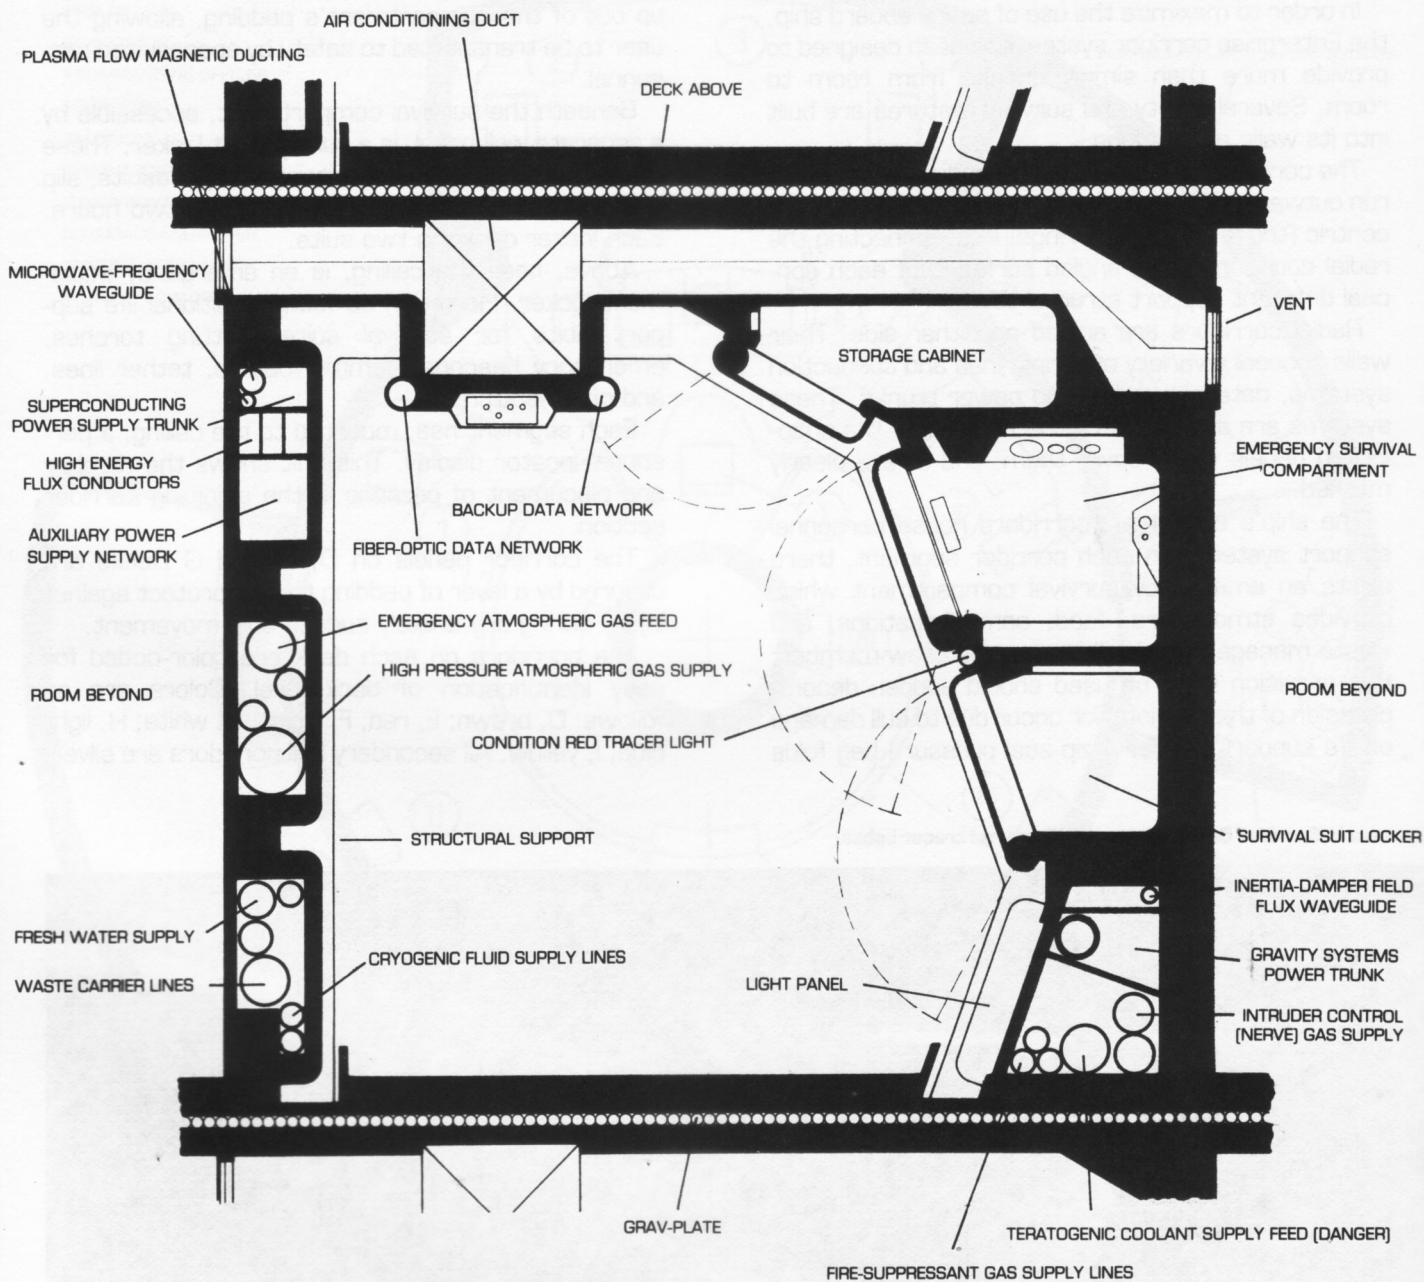 AIR CONDITIONING DUCT
PLASMA FLOW MAGNETIC DUCTING
DECK ABOVE
MICROWAVE-FREQUENCY
WAVEGUIDE
VENT
STORAGE CABINET
SUPERCONDUCTING
POWER SUPPLY TRUNK
HIGH ENERGY
FLUX CONDUCTORS
EMERGENCY SURVIVAL
COMPARTMENT
BACKUP DATA NETWORK
AUXILIARY POWER
SUPPLY NETWORK
FIBER-OPTIC DATA NETWORK
EMERGENCY ATMOSPHERIC GAS FEED
HIGH PRESSURE ATMOSPHERIC GAS SUPPLY
ROOM BEYOND
ROOM BEYOND
CONDITION RED TRACER LIGHT
STRUCTURAL SUPPORT
SURVIVAL SUIT LOCKER
INERTIA-DAMPER FIELD
FLUX WAVEGUIDE
FRESH WATER SUPPLY
CRYOGENIC FLUID SUPPLY LINES
GRAVITY SYSTEMS
POWER TRUNK
WASTE CARRIER LINES
LIGHT PANEL
INTRUDER CONTROL
(NERVE) GAS SUPPLY
GRAV-PLATE
TERATOGENIC COOLANT SUPPLY FEED (DANGER)
FIRE-SUPPRESSANT GAS SUPPLY LINES